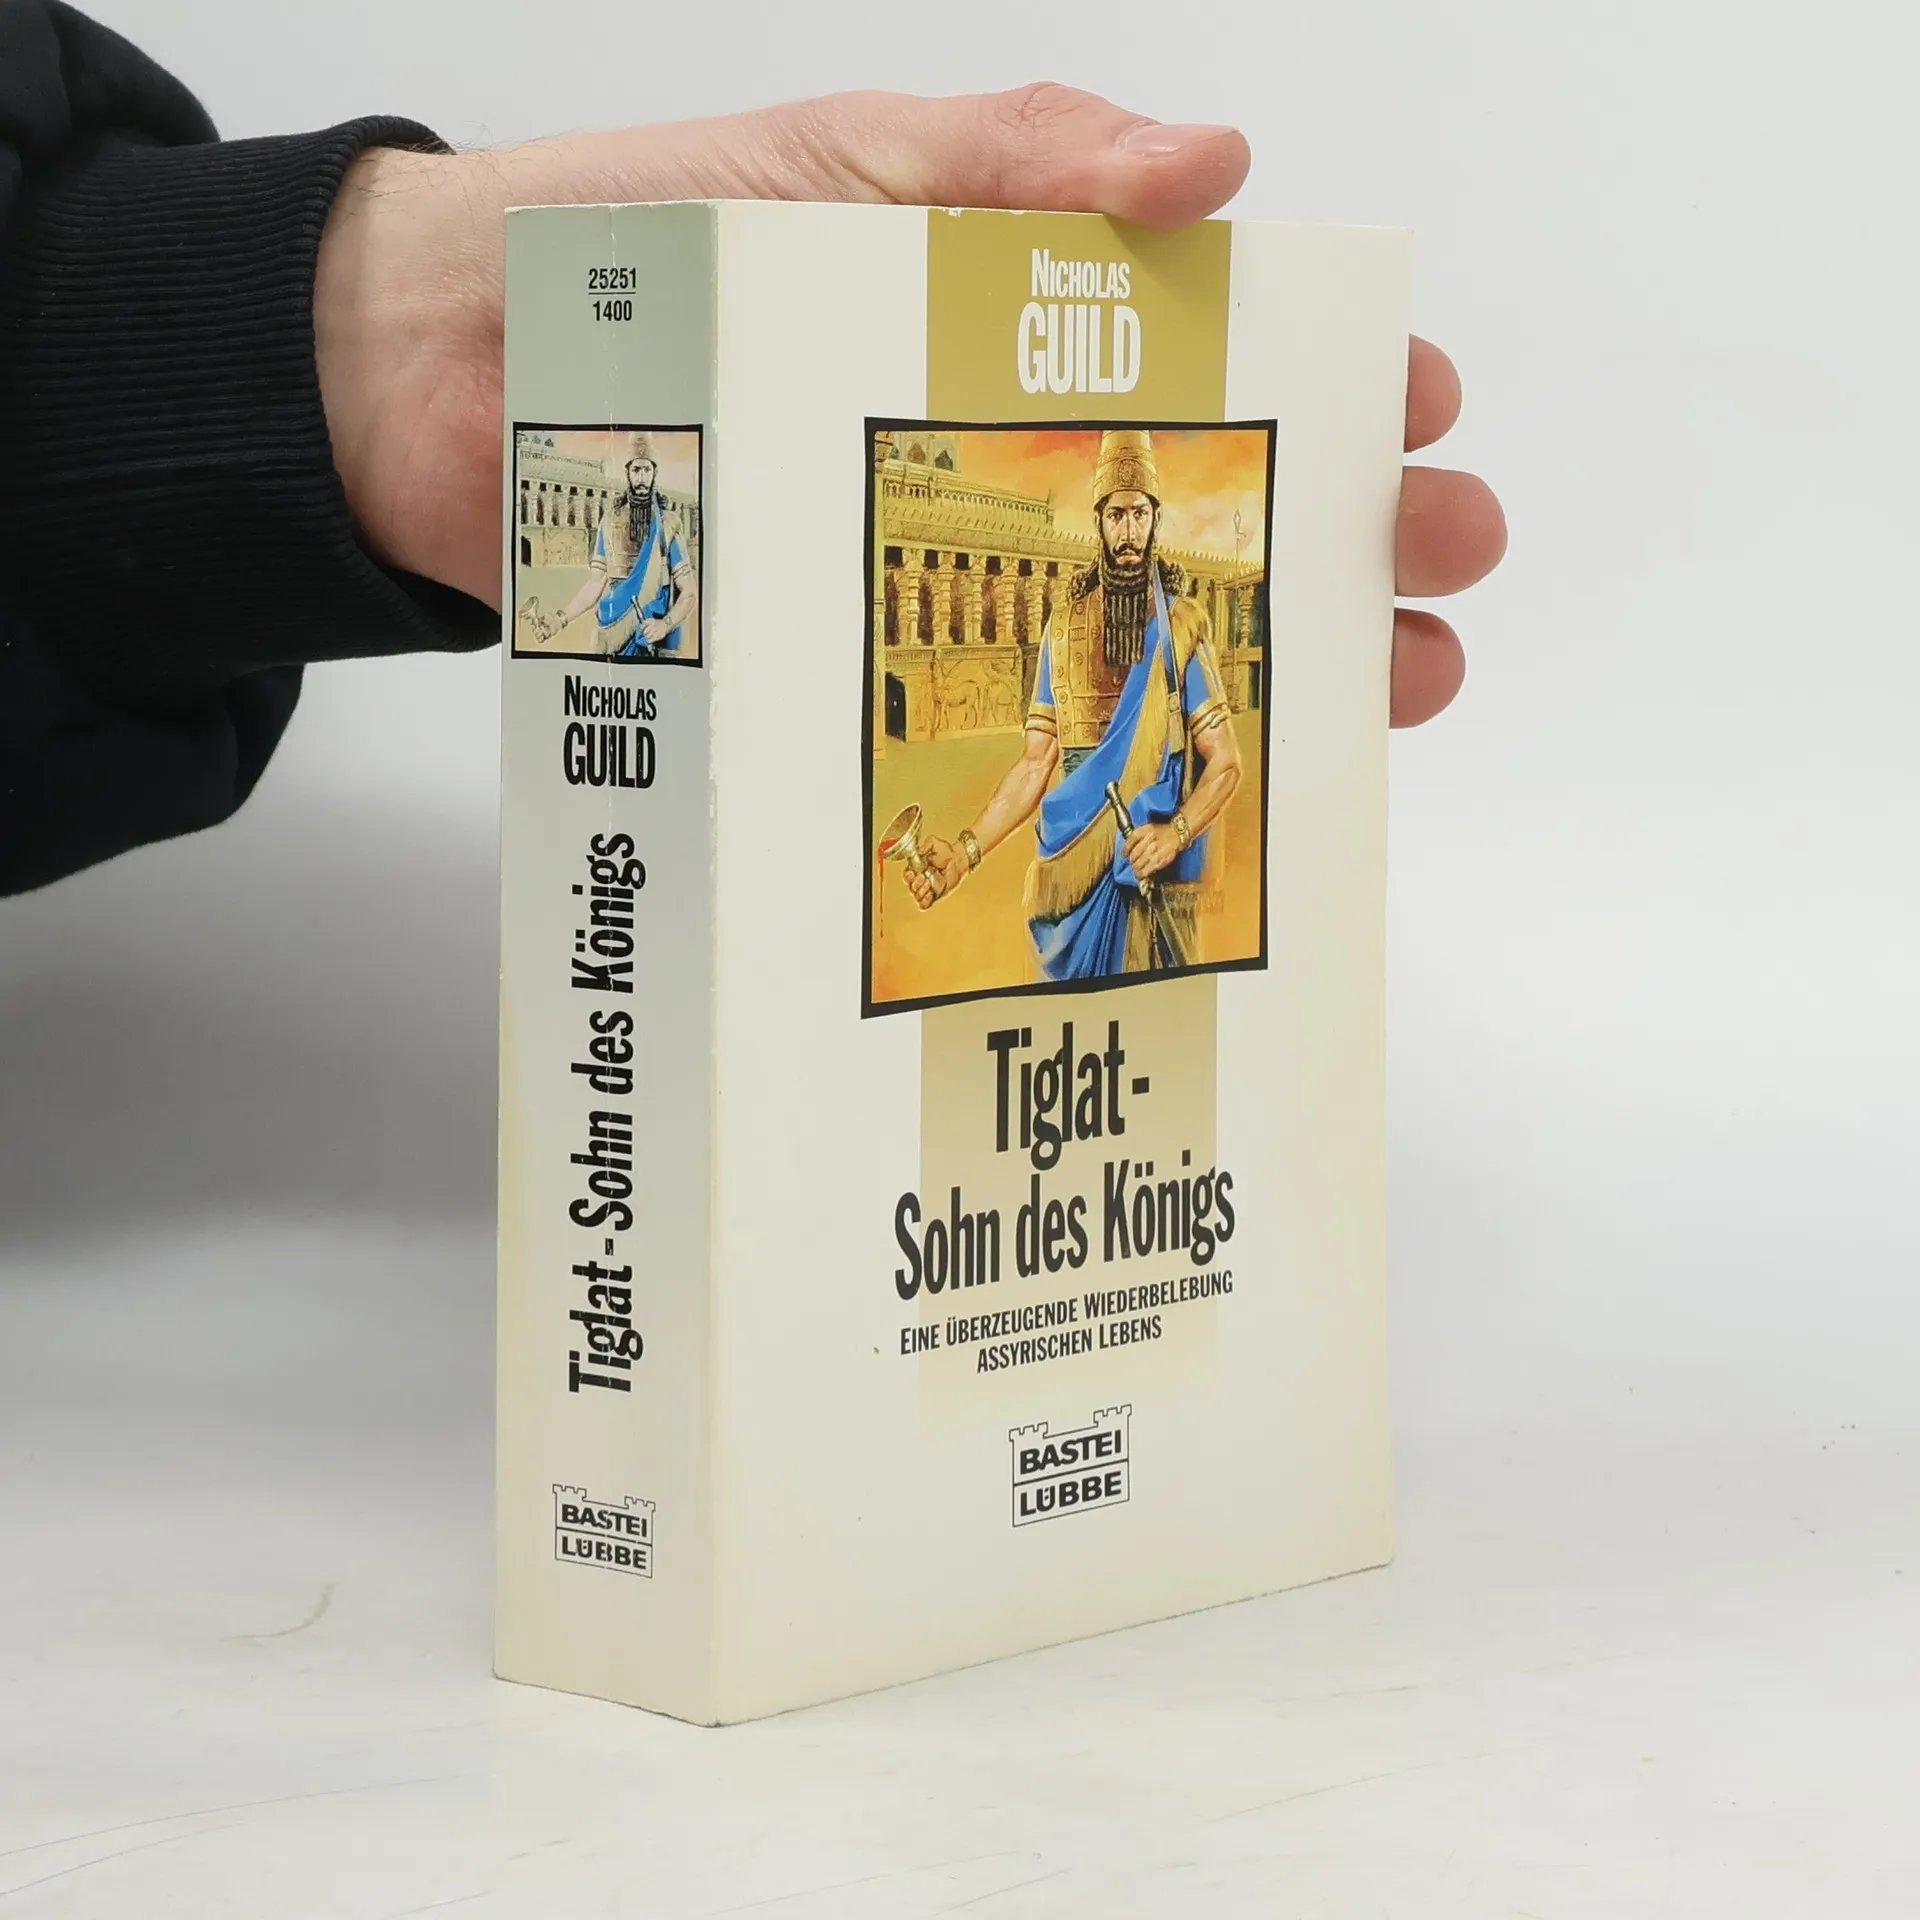 25251
1400
NICHOLAS
GUILD
Tiglat-Sohn des Königs
BASTEI
LÜBBE
NICHOLAS
GUILD
Tiglat-
Sohn des Königs
EINE ÜBERZEUGENDE WIEDERBELEBUNG
ASSYRISCHEN LEBENS
BASTEI
LÜBBE